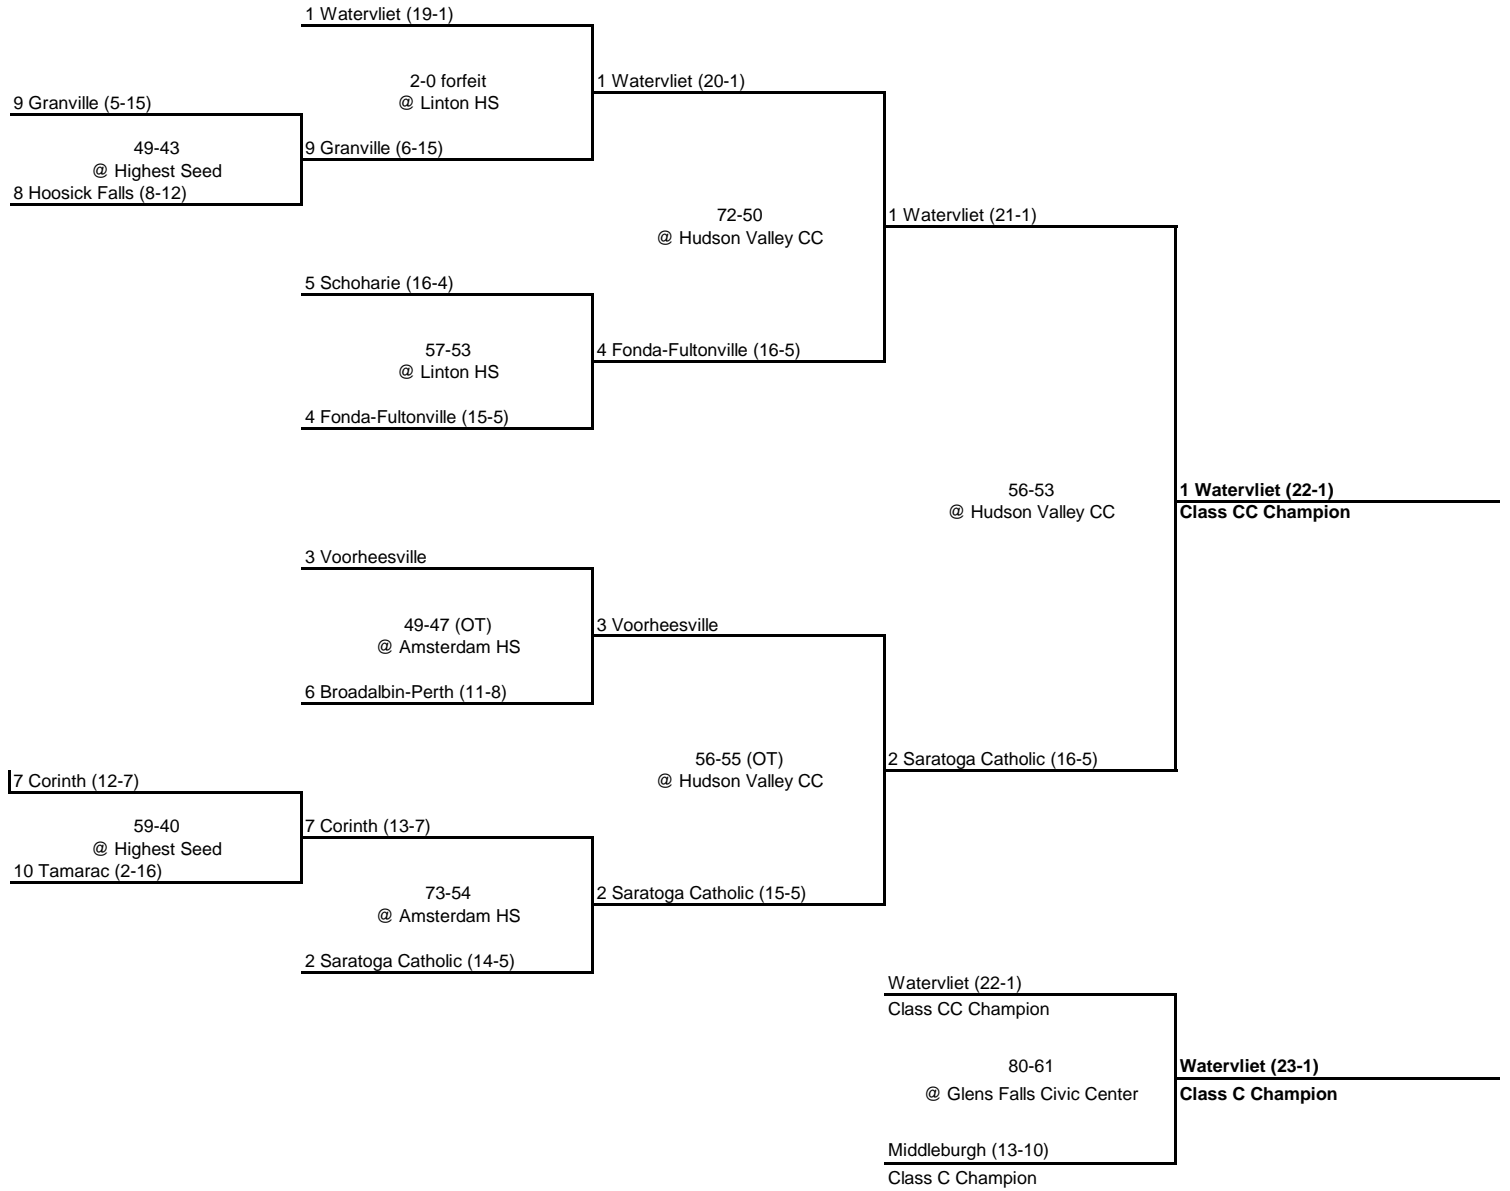 1 Watervliet (19-1)
2-0 forfeit
@ Linton HS
1 Watervliet (20-1)
9 Granville (5-15)
49-43
@ Highest Seed
8 Hoosick Falls (8-12)
9 Granville (6-15)
72-50
@ Hudson Valley CC
1 Watervliet (21-1)
5 Schoharie (16-4)
57-53
@ Linton HS
4 Fonda-Fultonville (16-5)
4 Fonda-Fultonville (15-5)
56-53
@ Hudson Valley CC
1 Watervliet (22-1)
Class CC Champion
3 Voorheesville
49-47 (OT)
@ Amsterdam HS
3 Voorheesville
6 Broadalbin-Perth (11-8)
56-55 (OT)
@ Hudson Valley CC
2 Saratoga Catholic (16-5)
7 Corinth (12-7)
59-40
@ Highest Seed
10 Tamarac (2-16)
7 Corinth (13-7)
73-54
@ Amsterdam HS
2 Saratoga Catholic (15-5)
2 Saratoga Catholic (14-5)
Watervliet (22-1)
Class CC Champion
80-61
@ Glens Falls Civic Center
Watervliet (23-1)
Class C Champion
Middleburgh (13-10)
Class C Champion